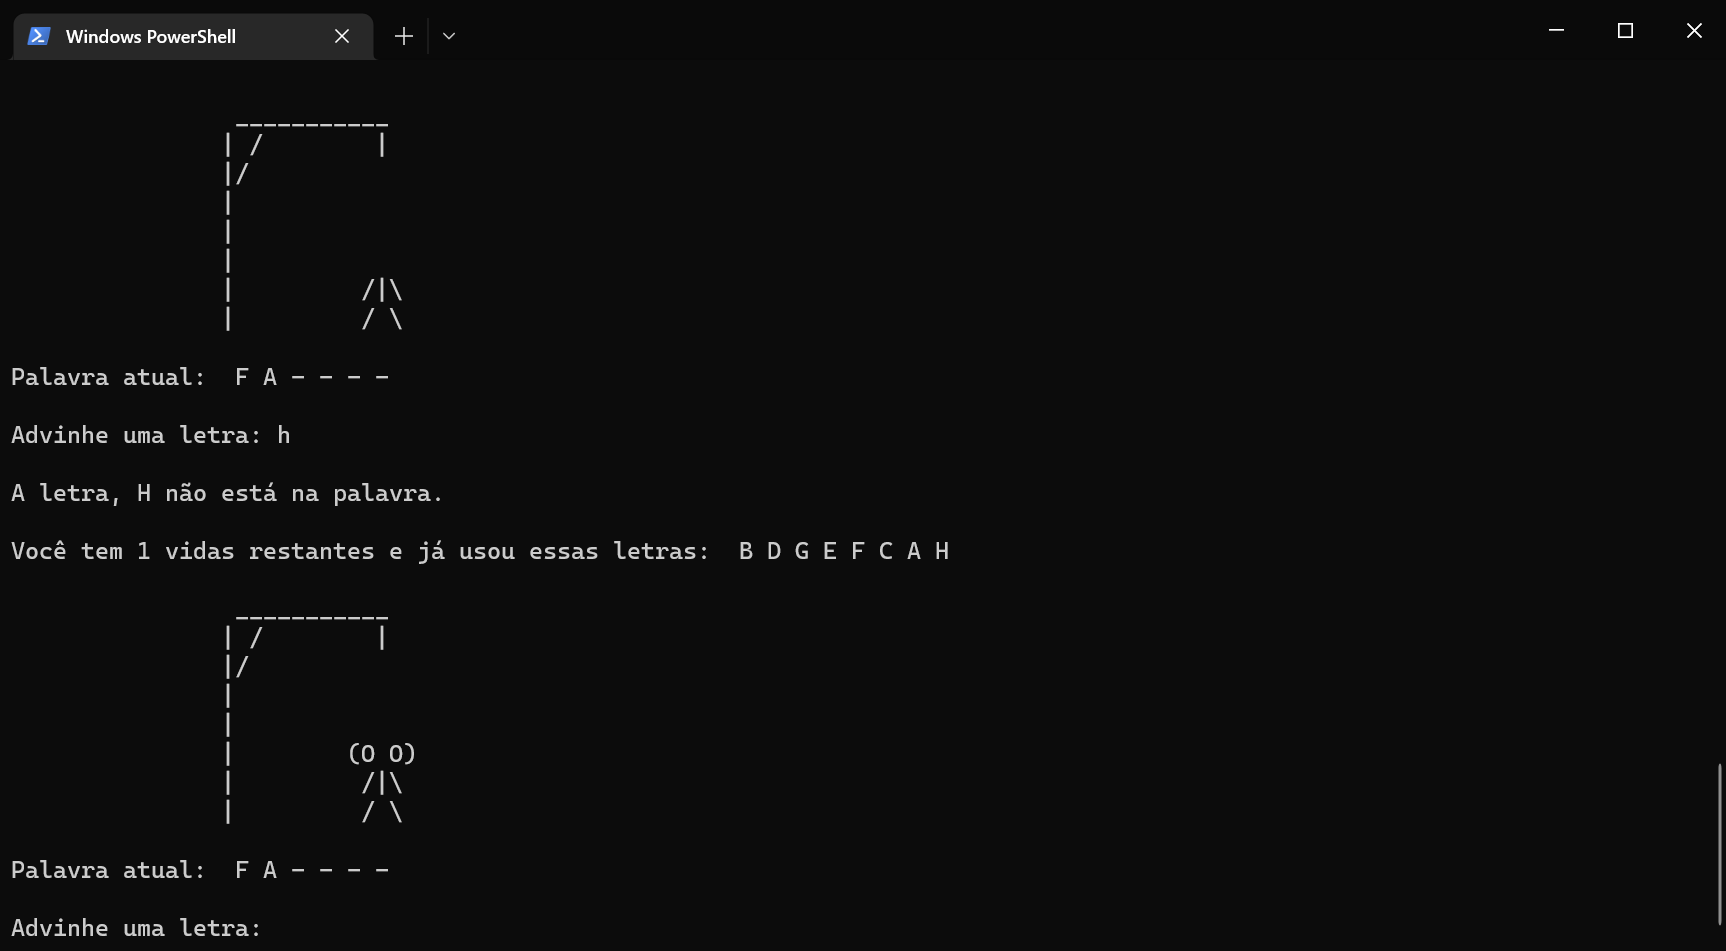 Windows PowerShell
 ___________
| /        |
|/
|
|
|
|         /|\
|         / \
Palavra atual:  F A - - - -
Advinhe uma letra: h
A letra, H não está na palavra.
Você tem 1 vidas restantes e já usou essas letras:  B D G E F C A H
 ___________
| /        |
|/
|
|
|        (O O)
|         /|\
|         / \
Palavra atual:  F A - - - -
Advinhe uma letra: